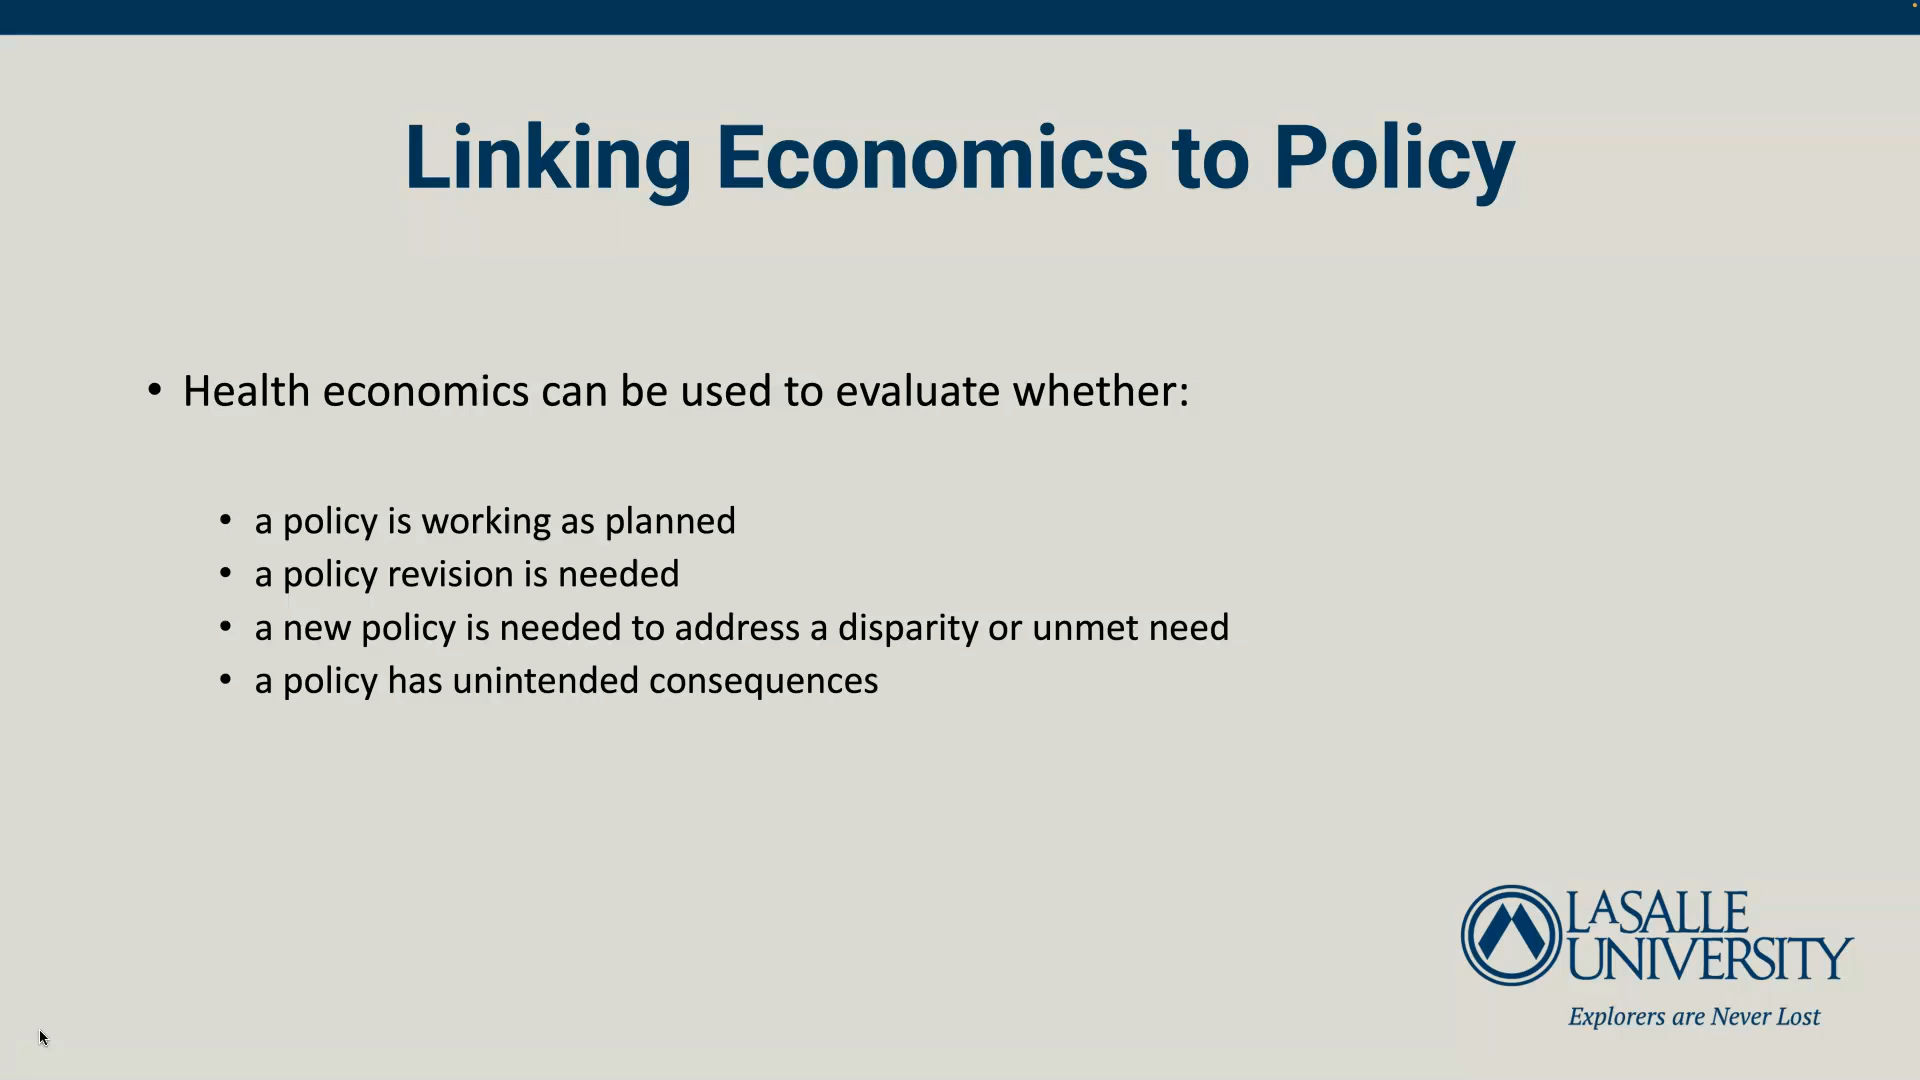 Linking Economics to Policy
• Health economics can be used to evaluate whether:
• a policy is working as planned
• a policy revision is needed
• a new policy is needed to address a disparity or unmet need
• a policy has unintended consequences
LASALLE
UNIVERSITY
Explorers are Never Lost